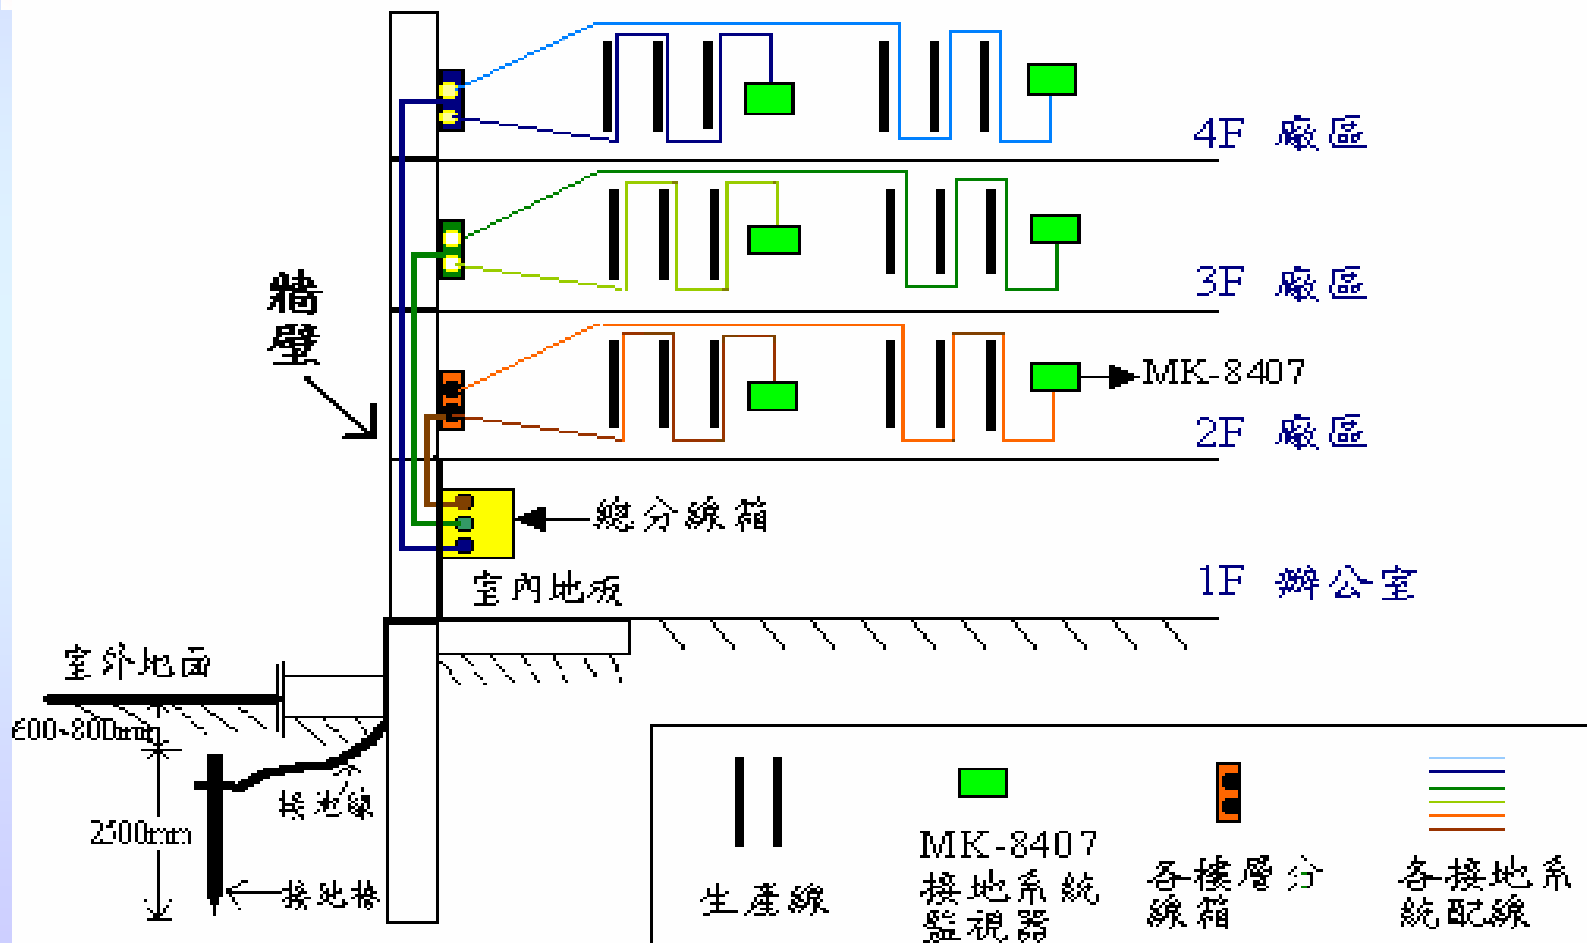 4F 廠區
牆壁
3F 廠區
MK-8407
2F 廠區
總分線箱
室內地板
1F 辦公室
室外地面
600~800mm
接地線
2500mm
接地棒
生產線
MK-8407
接地系統
監視器
各樓層分
線箱
各接地系
統配線